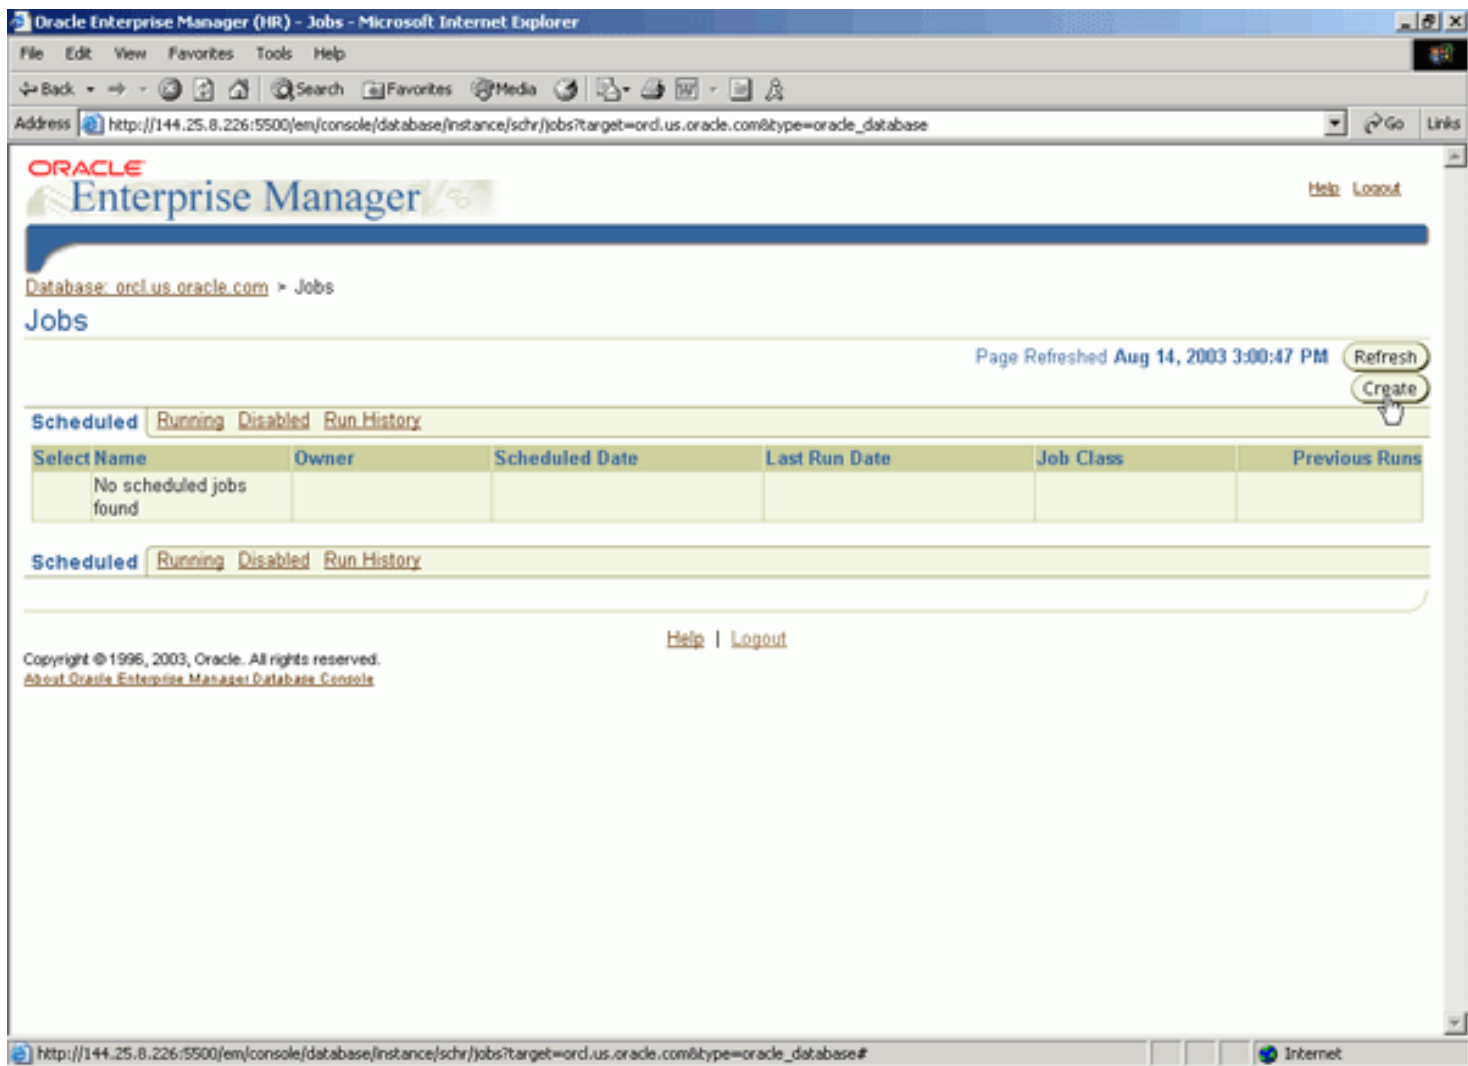 Oracle Enterprise Manager (HR) - Jobs - Microsoft Internet Explorer
File Edit View Favorites Tools Help
Back Search Favorites Media
Address http://144.25.8.226:5500/em/console/database/instance/schr/jobs?target=orcl.us.oracle.com&type=oracle_database Go Links
ORACLE
Enterprise Manager
Help Logout
Database: orcl.us.oracle.com > Jobs
Jobs
Page Refreshed Aug 14, 2003 3:00:47 PM Refresh
Create
Scheduled Running Disabled Run History
Select Name Owner Scheduled Date Last Run Date Job Class Previous Runs
No scheduled jobs
found
Scheduled Running Disabled Run History
Help | Logout
Copyright © 1996, 2003, Oracle. All rights reserved.
About Oracle Enterprise Manager Database Console
http://144.25.8.226:5500/em/console/database/instance/schr/jobs?target=orcl.us.oracle.com&type=oracle_database# Internet